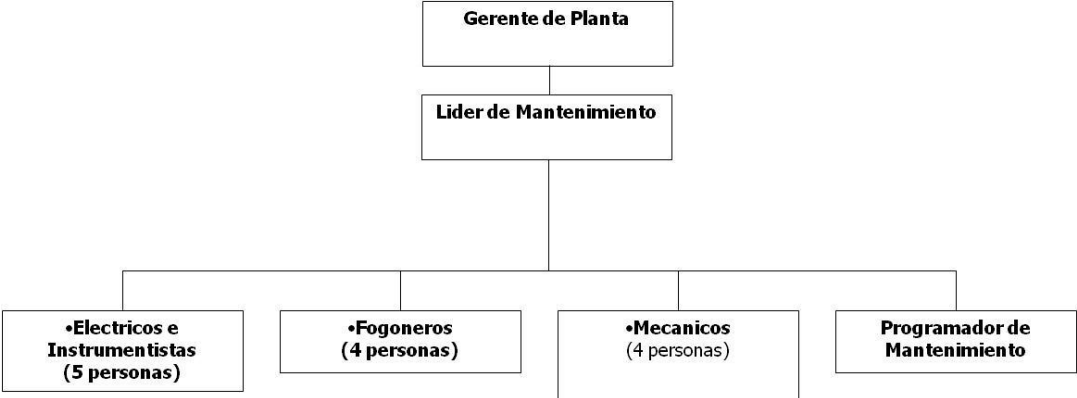 Gerente de Planta
Lider de Mantenimiento
•Electricos e
Instrumentistas
(5 personas)
•Fogoneros
(4 personas)
•Mecanicos
(4 personas)
Programador de
Mantenimiento